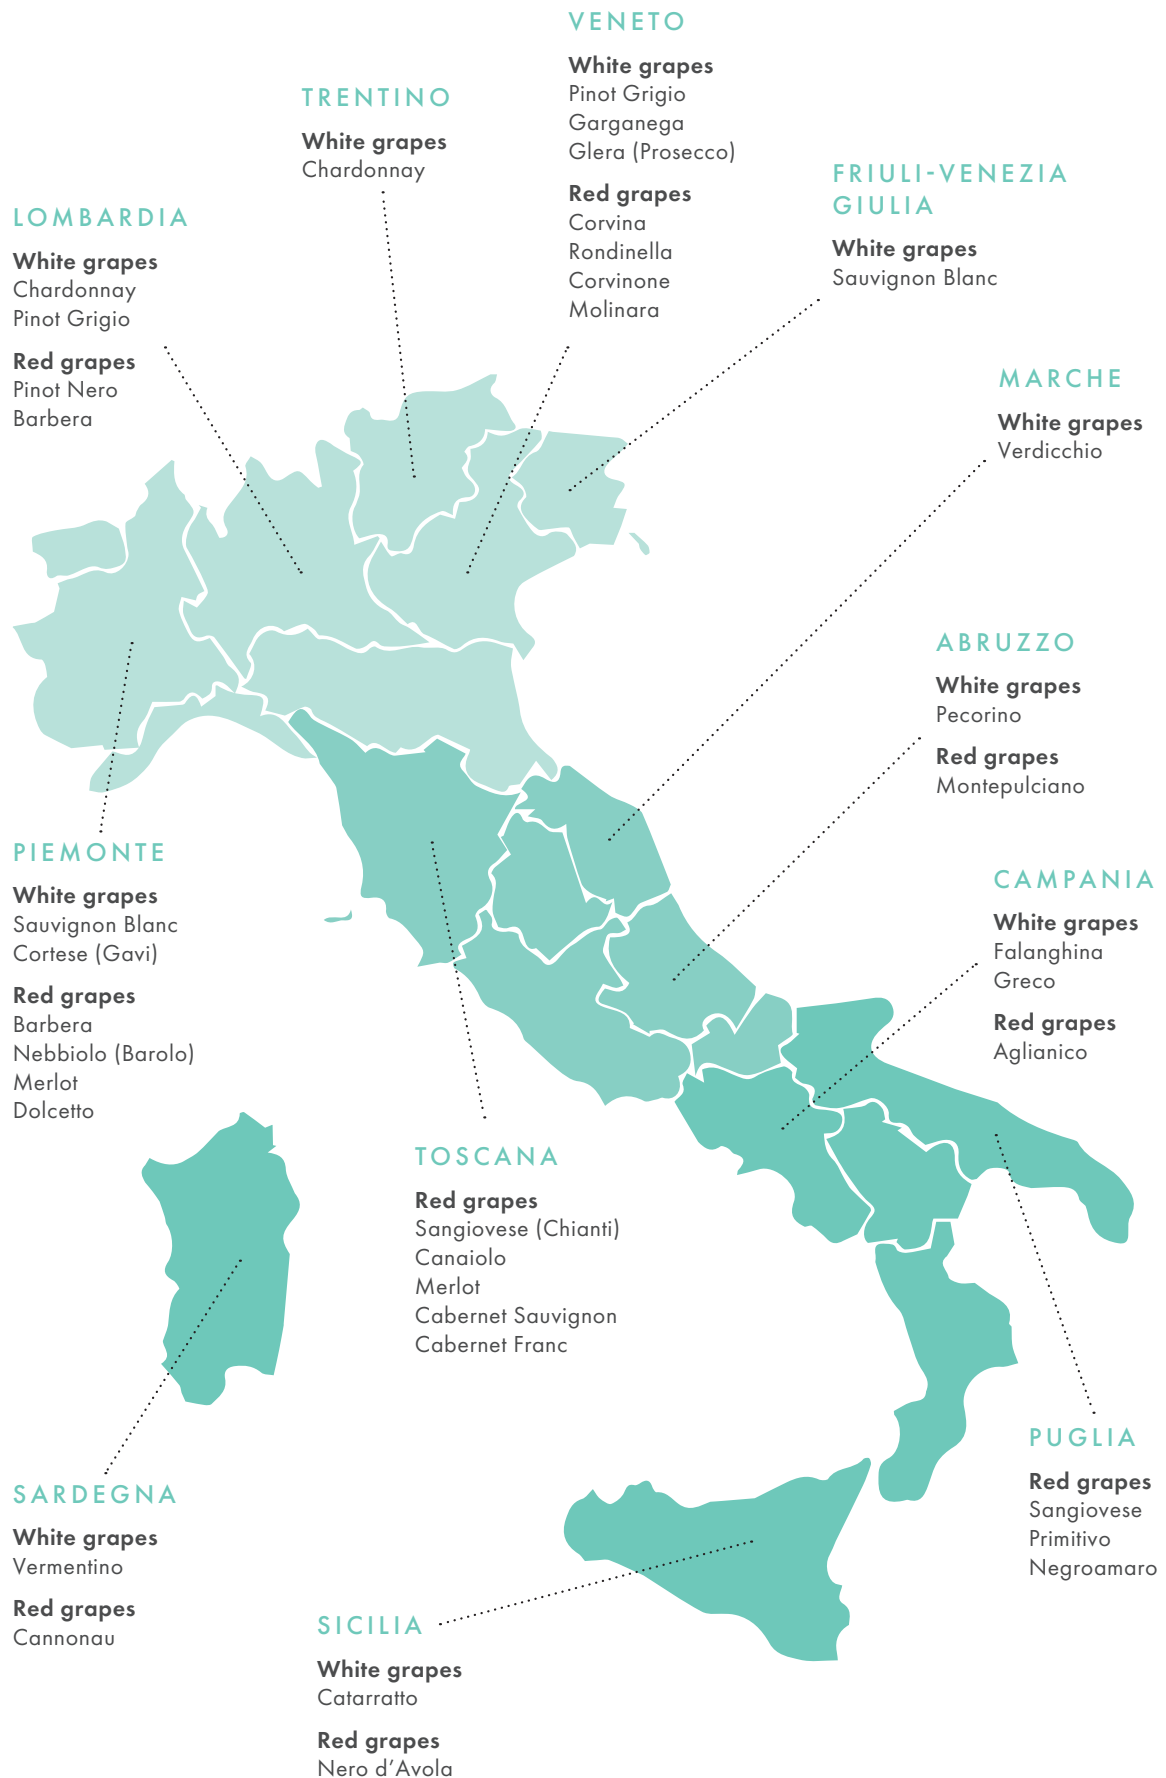 VENETO
White grapes
Pinot Grigio
Garganega
Glera (Prosecco)
Red grapes
Corvina
Rondinella
Corvinone
Molinara
TRENTINO
White grapes
Chardonnay
FRIULI-VENEZIA
GIULIA
White grapes
Sauvignon Blanc
LOMBARDIA
White grapes
Chardonnay
Pinot Grigio
Red grapes
Pinot Nero
Barbera
MARCHE
White grapes
Verdicchio
ABRUZZO
White grapes
Pecorino
Red grapes
Montepulciano
PIEMONTE
White grapes
Sauvignon Blanc
Cortese (Gavi)
Red grapes
Barbera
Nebbiolo (Barolo)
Merlot
Dolcetto
CAMPANIA
White grapes
Falanghina
Greco
Red grapes
Aglianico
TOSCANA
Red grapes
Sangiovese (Chianti)
Canaiolo
Merlot
Cabernet Sauvignon
Cabernet Franc
PUGLIA
Red grapes
Sangiovese
Primitivo
Negroamaro
SARDEGNA
White grapes
Vermentino
Red grapes
Cannonau
SICILIA
White grapes
Catarratto
Red grapes
Nero d’Avola